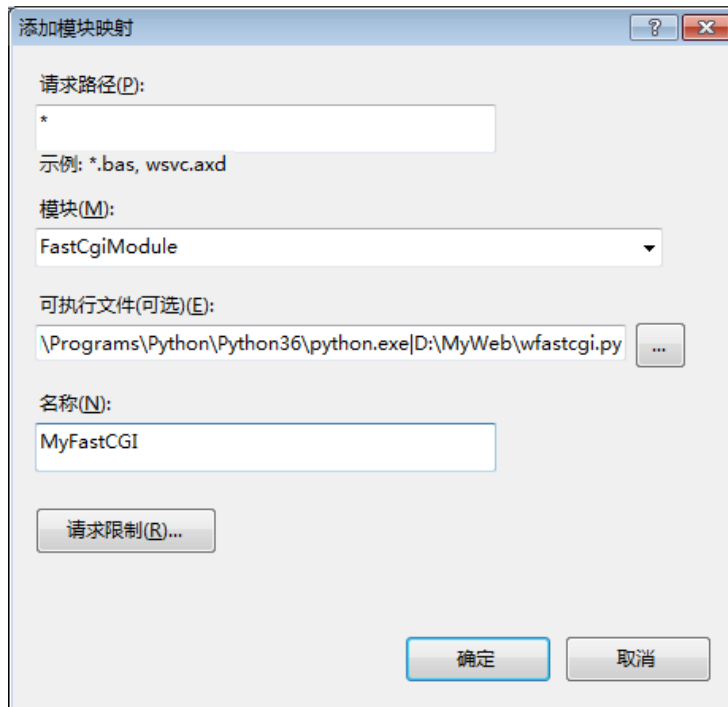 添加模块映射
请求路径(P):
*
示例: *.bas, wsvc.axd
模块(M):
FastCgiModule
可执行文件(可选)(E):
\Programs\Python\Python36\python.exe|D:\MyWeb\wfastcgi.py
...
名称(N):
MyFastCGI
请求限制(R)...
确定
取消